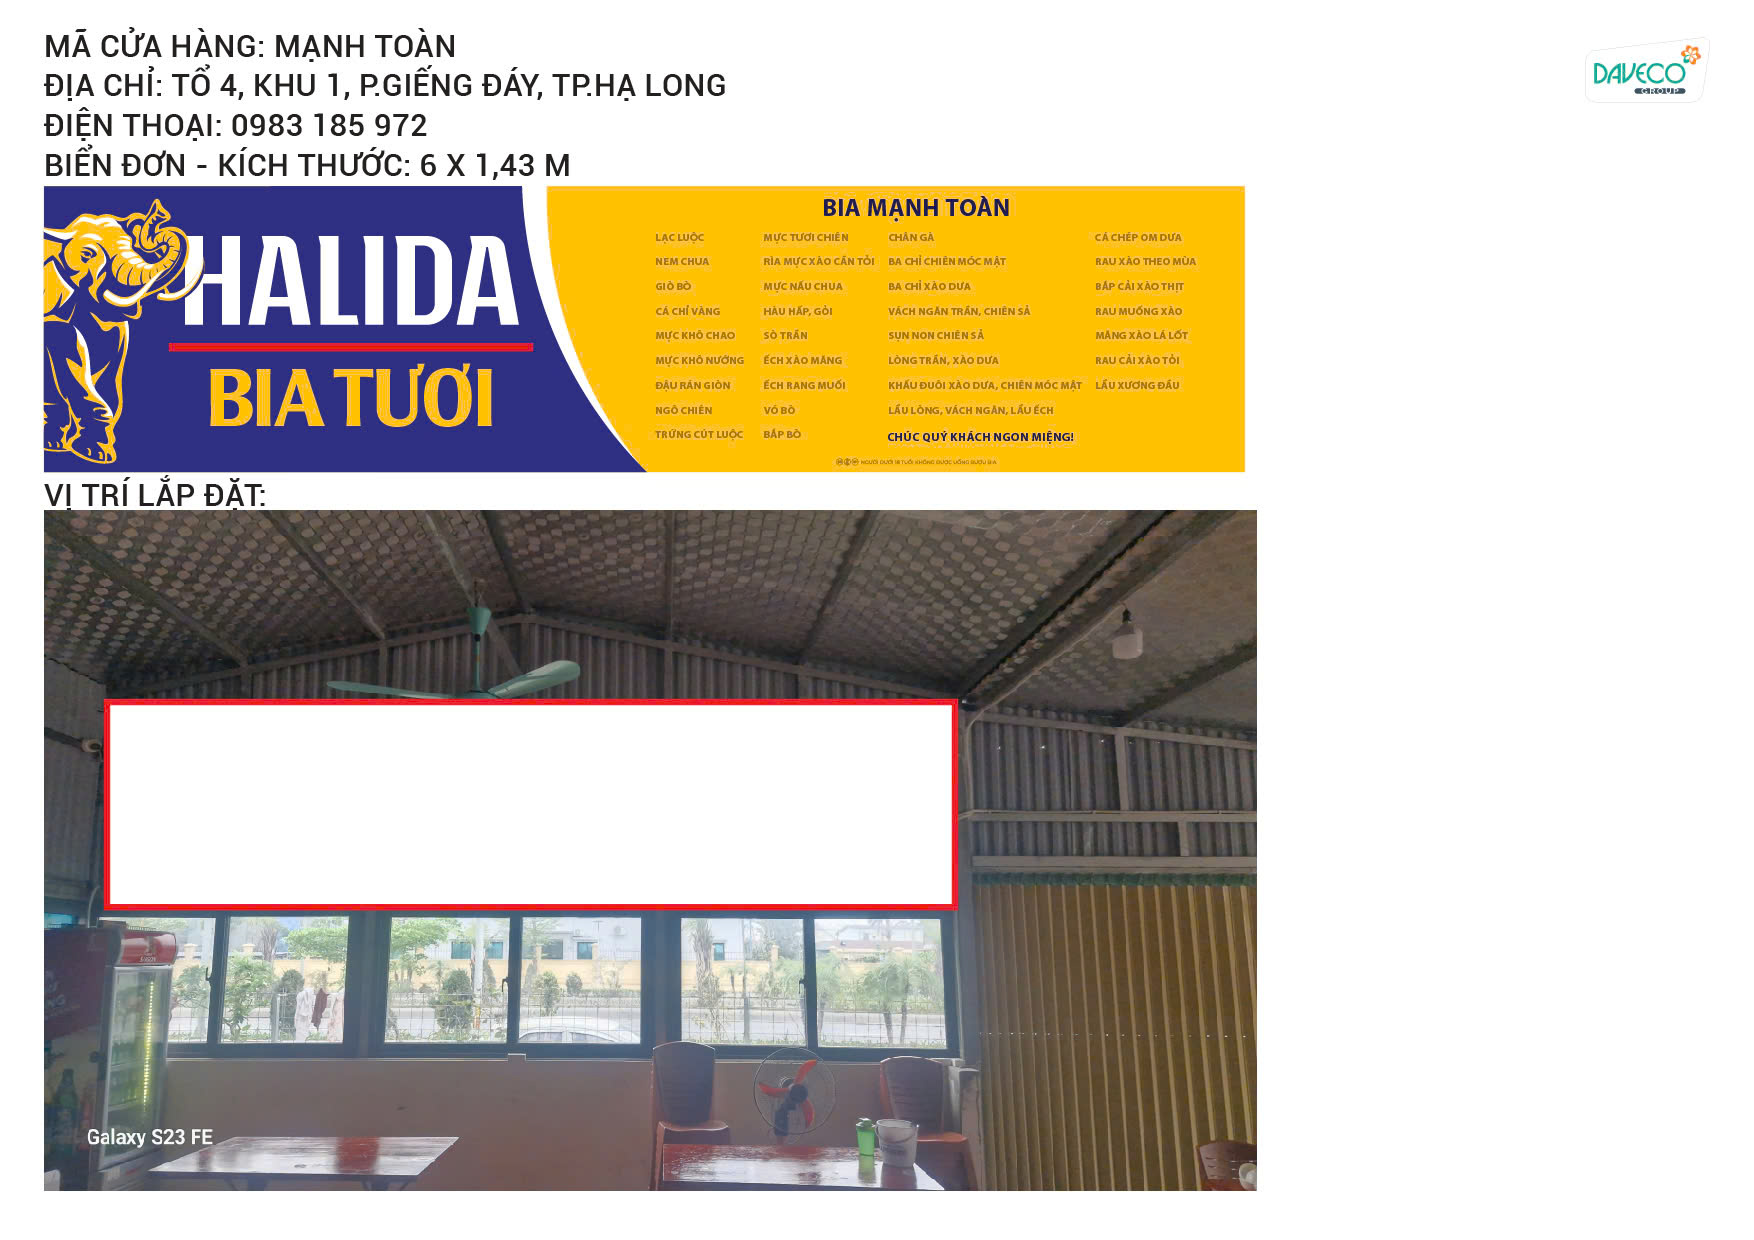 MÃ CỬA HÀNG: MẠNH TOÀN
ĐỊA CHỈ: TỔ 4, KHU 1, P.GIẾNG ĐÁY, TP.HẠ LONG
ĐIỆN THOẠI: 0983 185 972
BIỂN ĐƠN - KÍCH THƯỚC: 6 X 1,43 M
DAVECO
GROUP
HALIDA
BIA TƯƠI
BIA MẠNH TOÀN
LẠC LUỘC
NEM CHUA
GIÒ BÒ
CÁ CHỈ VÀNG
MỰC KHÔ CHAO
MỰC KHÔ NƯỚNG
ĐẬU RÁN GIÒN
NGÔ CHIÊN
TRỨNG CÚT LUỘC
MỰC TƯƠI CHIÊN
RÌA MỰC XÀO CẦN TỎI
MỰC NẤU CHUA
HÀU HẤP, GỎI
SÒ TRẦN
ẾCH XÀO MĂNG
ẾCH RANG MUỐI
VÓ BÒ
BẮP BÒ
CHÂN GÀ
BA CHỈ CHIÊN MÓC MẬT
BA CHỈ XÀO DƯA
VÁCH NGĂN TRẦN, CHIÊN SẢ
SỤN NON CHIÊN SẢ
LÒNG TRẦN, XÀO DƯA
KHẤU ĐUÔI XÀO DƯA, CHIÊN MÓC MẬT
LẨU LÒNG, VÁCH NGĂN, LẨU ẾCH
CHÚC QUÝ KHÁCH NGON MIỆNG!
CÁ CHÉP OM DƯA
RAU XÀO THEO MÙA
BẮP CẢI XÀO THỊT
RAU MUỐNG XÀO
MĂNG XÀO LÁ LỐT
RAU CẢI XÀO TỎI
LẨU XƯƠNG ĐẦU
NGƯỜI DƯỚI 18 TUỔI KHÔNG ĐƯỢC UỐNG RƯỢU BIA
VỊ TRÍ LẮP ĐẶT:
Galaxy S23 FE